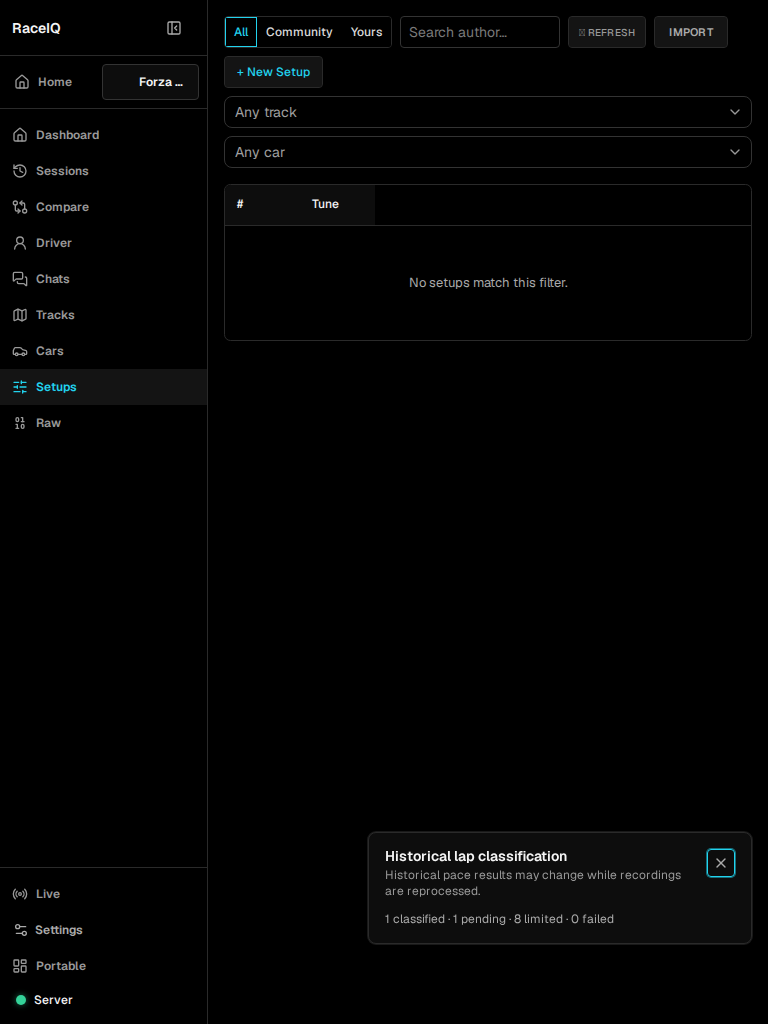 RaceIQ
Home
Forza ...
Dashboard
Sessions
Compare
Driver
Chats
Tracks
Cars
Setups
Raw
Live
Settings
Portable
Server
All Community Yours
Search author...
REFRESH
IMPORT
+ New Setup
Any track
Any car
# Tune
No setups match this filter.
Historical lap classification
Historical pace results may change while recordings
are reprocessed.
1 classified · 1 pending · 8 limited · 0 failed